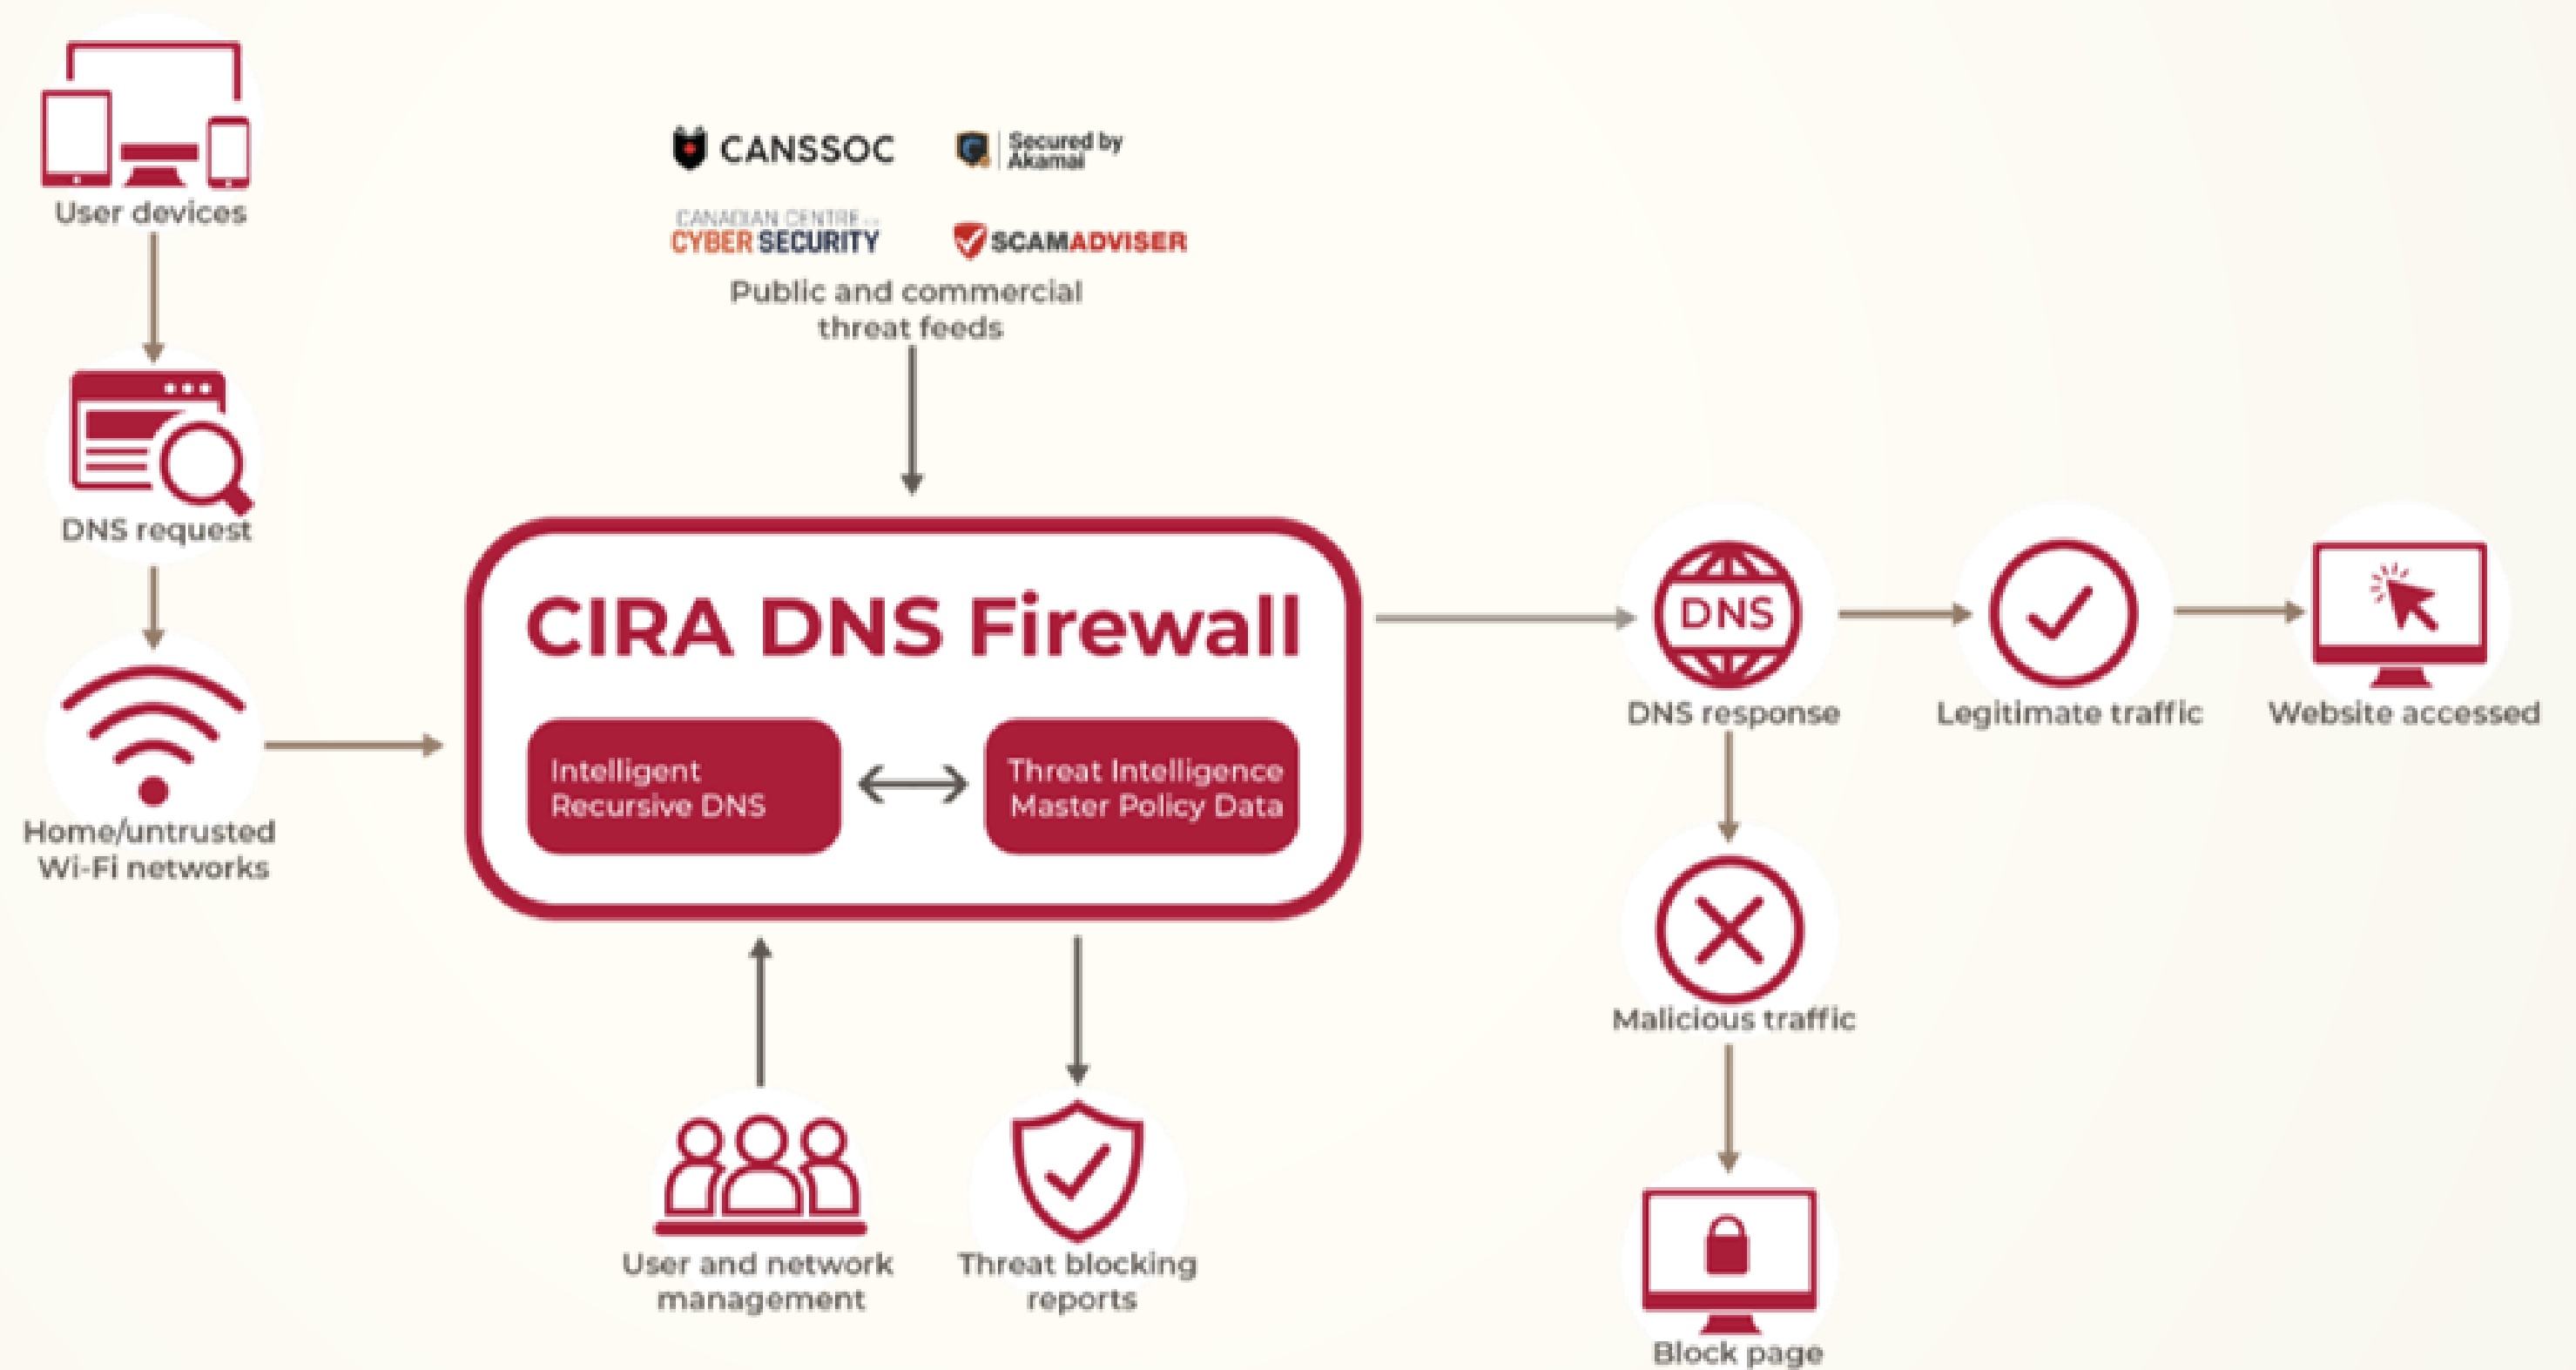 User devices
DNS request
Home/untrusted
Wi-Fi networks
CANSSOC
Secured by
Akamai
CANADIAN CENTRE
CYBER SECURITY
SCAMADVISER
Public and commercial
threat feeds
CIRA DNS Firewall
Intelligent
Recursive DNS
Threat Intelligence
Master Policy Data
User and network
management
Threat blocking
reports
DNS
DNS response
Legitimate traffic
Website accessed
Malicious traffic
Block page